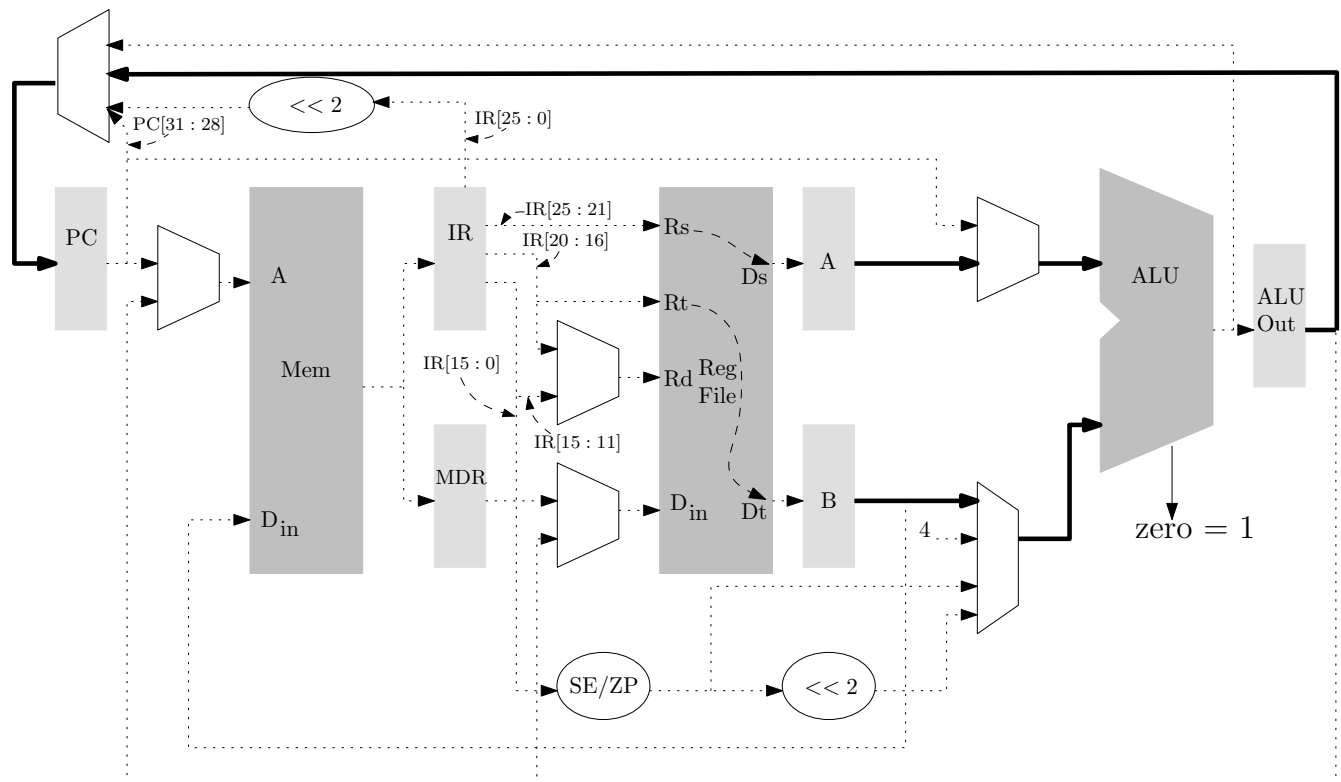 << 2
PC[31 : 28]
IR[25 : 0]
PC
A
Mem
D in
IR
IR[25 : 21]
IR[20 : 16]
IR[15 : 0]
IR[15 : 11]
MDR
Rs
Ds
Rt
Rd
Reg
File
D in
Dt
A
B
4
ALU
ALU
Out
zero = 1
SE/ZP
<< 2